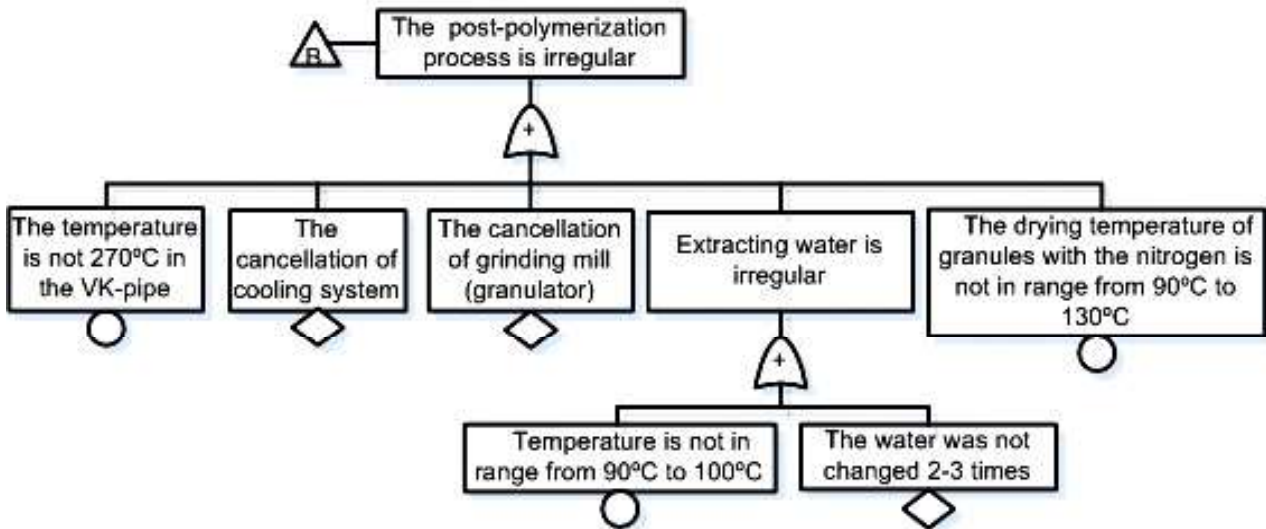 The post-polymerization
process is irregular
B
+
The temperature
is not 270ºC in
the VK-pipe
The
cancellation of
cooling system
The cancellation
of grinding mill
(granulator)
Extracting water is
irregular
The drying temperature of
granules with the nitrogen is
not in range from 90ºC to
130ºC
+
Temperature is not in
range from 90ºC to 100ºC
The water was not
changed 2-3 times